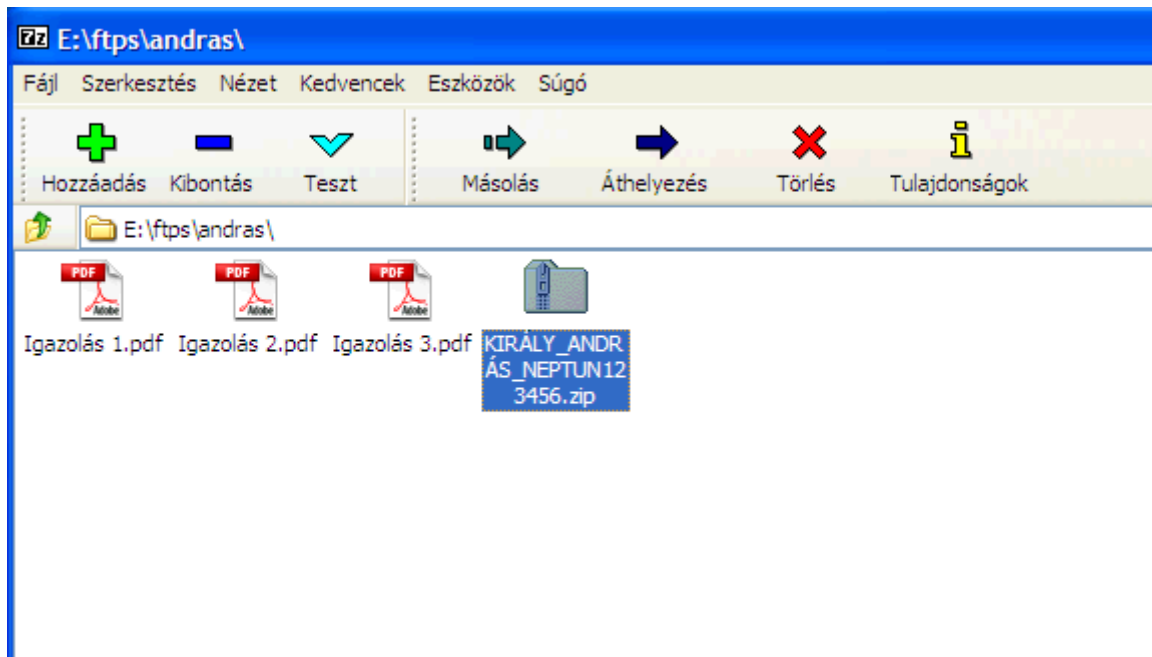 7z E:\ftps\andras\
Fájl Szerkesztés Nézet Kedvencek Eszközök Súgó
Hozzáadás Kibontás Teszt Másolás Áthelyezés Törlés Tulajdonságok
E:\ftps\andras\
PDF Adobe PDF Adobe PDF Adobe
Igazolás 1.pdf Igazolás 2.pdf Igazolás 3.pdf KIRÁLY_ANDR
ÁS_NEPTUN12
3456.zip